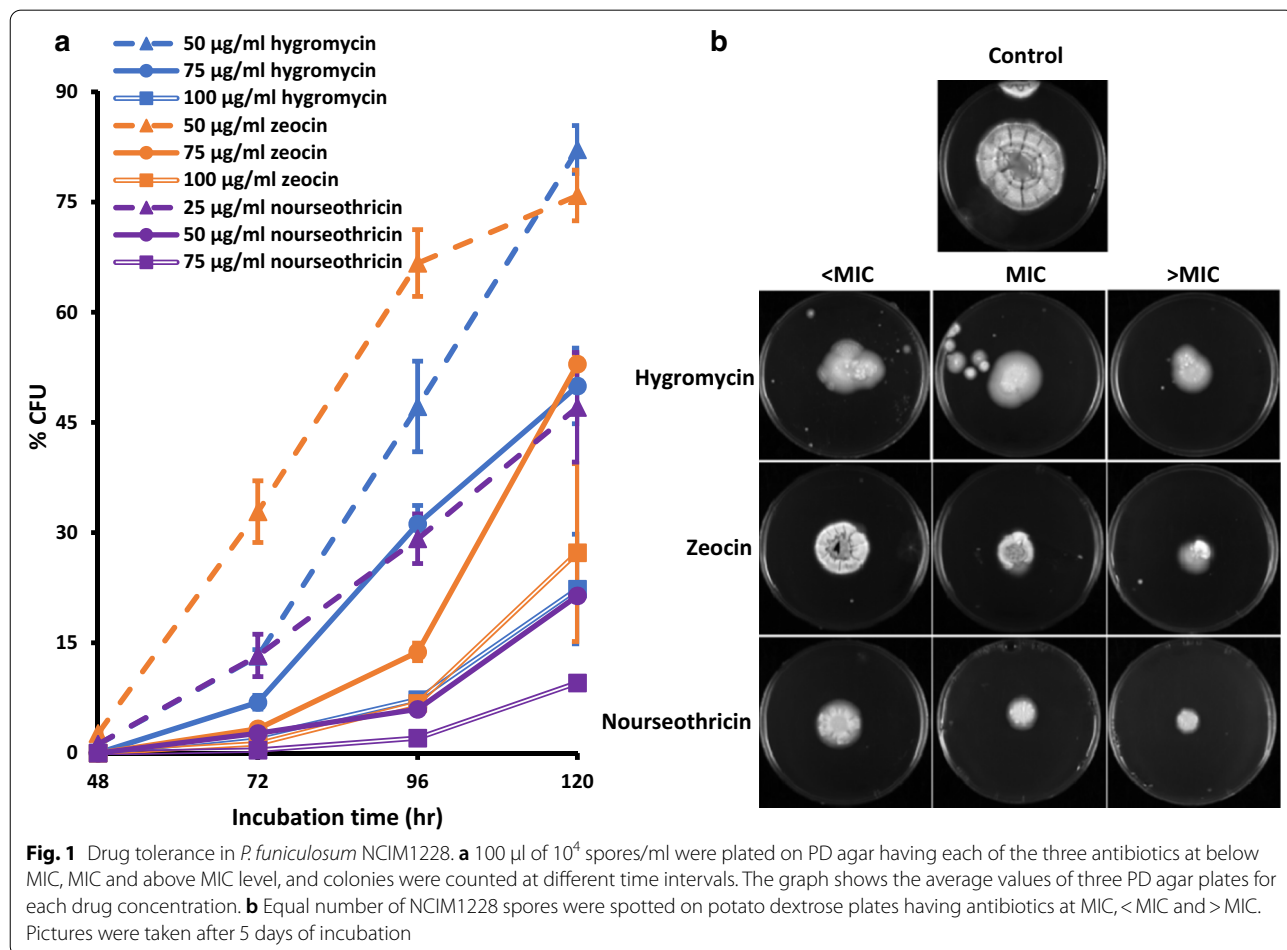 a
50 µg/ml hygromycin
75 µg/ml hygromycin
100 µg/ml hygromycin
50 µg/ml zeocin
75 µg/ml zeocin
100 µg/ml zeocin
25 µg/ml nourseothricin
50 µg/ml nourseothricin
75 µg/ml nourseothricin
90
75
60
45
30
15
0
% CFU
48 72 96 120
Incubation time (hr)
b
Control
<MIC MIC >MIC
Hygromycin
Zeocin
Nourseothricin
Fig. 1 Drug tolerance in P. funiculosum NCIM1228. a 100 µl of 10⁴ spores/ml were plated on PD agar having each of the three antibiotics at below
MIC, MIC and above MIC level, and colonies were counted at different time intervals. The graph shows the average values of three PD agar plates for
each drug concentration. b Equal number of NCIM1228 spores were spotted on potato dextrose plates having antibiotics at MIC, < MIC and > MIC.
Pictures were taken after 5 days of incubation